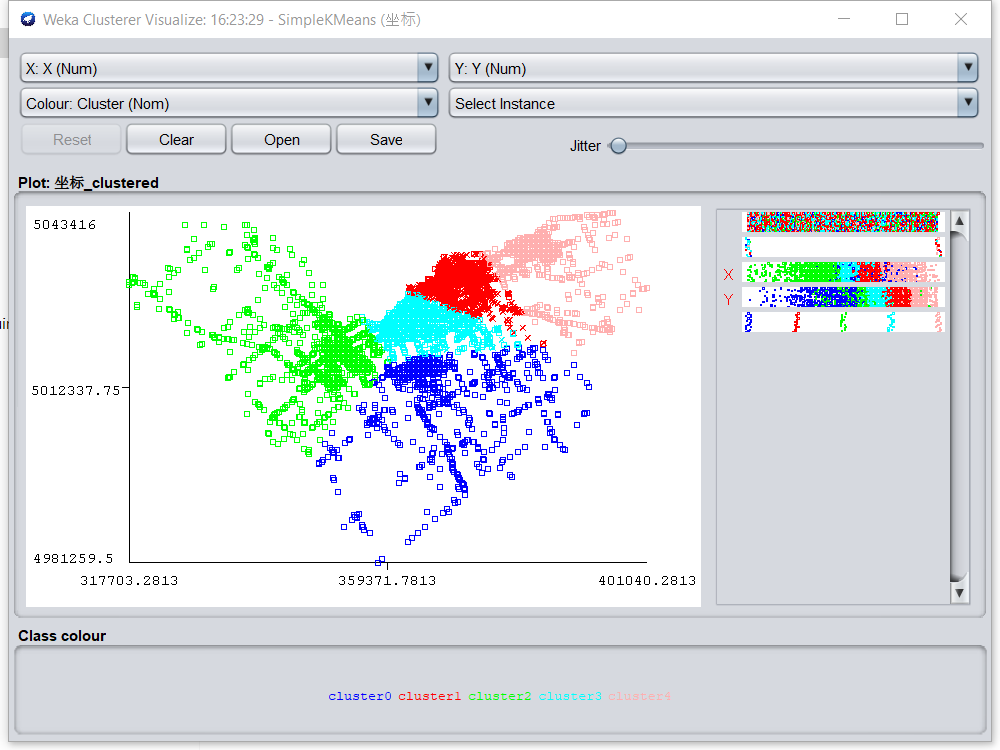 Weka Clusterer Visualize: 16:23:29 - SimpleKMeans (坐标)
X: X (Num)
Y: Y (Num)
Colour: Cluster (Nom)
Select Instance
Reset
Clear
Open
Save
Jitter
Plot: 坐标_clustered
5043416
5012337.75
4981259.5
317703.2813
359371.7813
401040.2813
X
Y
Class colour
cluster0 cluster1 cluster2 cluster3 cluster4